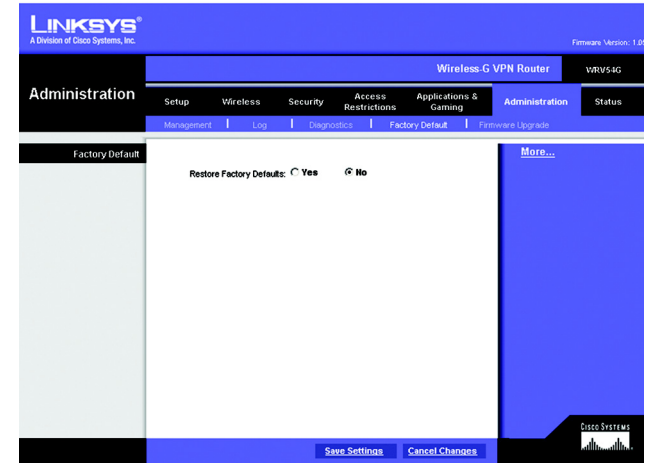 LINKSYS®
A Division of Cisco Systems, Inc.
Firmware Version: 1.0
Wireless-G VPN Router WRV54G
Administration
Setup Wireless Security Access Restrictions Applications & Gaming Administration Status
Management Log Diagnostics Factory Default Firmware Upgrade
Factory Default
More...
Restore Factory Defaults: Yes No
Save Settings Cancel Changes
CISCO SYSTEMS